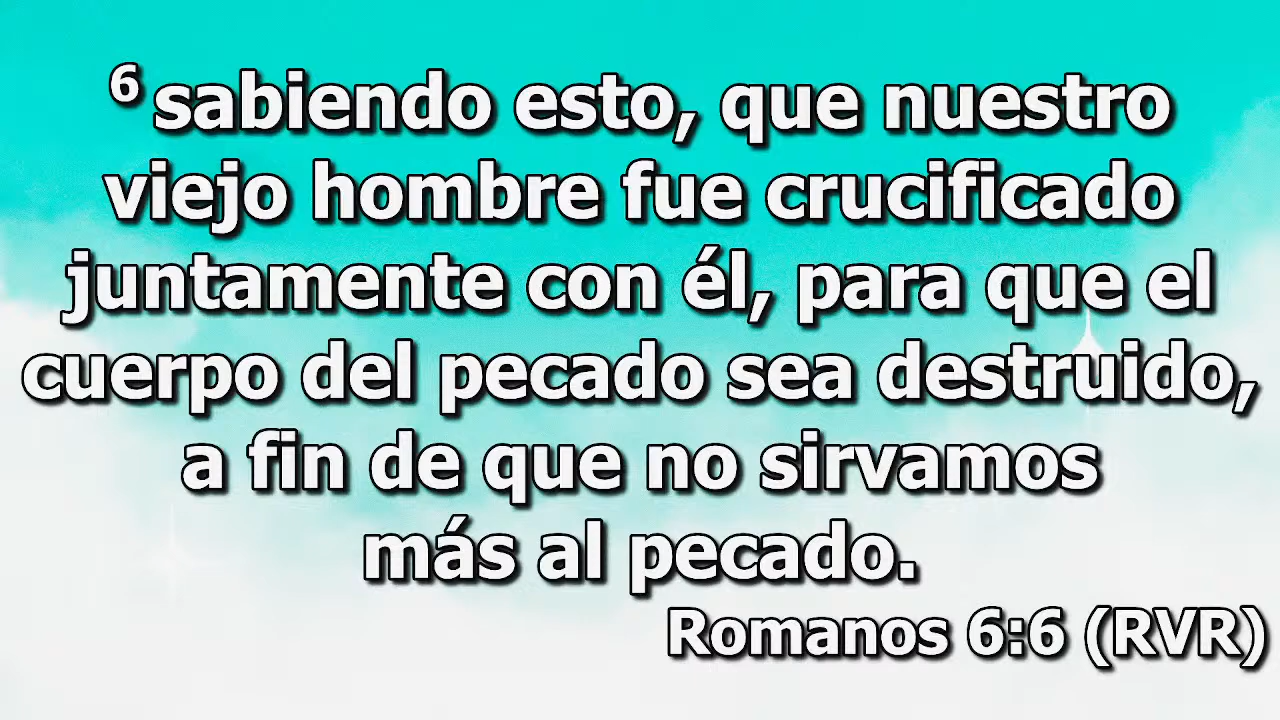 6 sabiendo esto, que nuestro
viejo hombre fue crucificado
juntamente con él, para que el
cuerpo del pecado sea destruido,
a fin de que no sirvamos
más al pecado.
Romanos 6:6 (RVR)